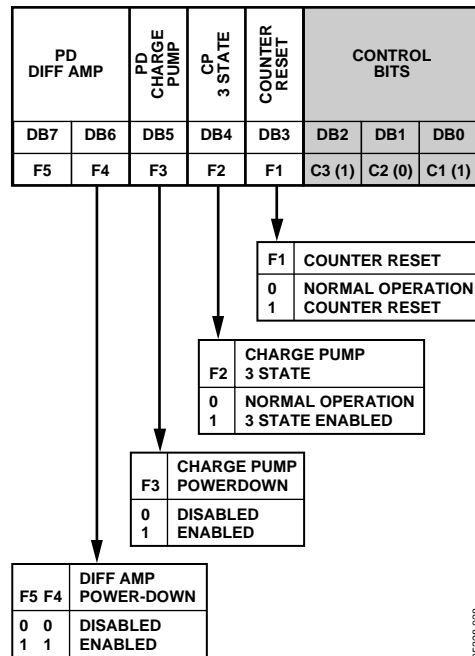 PD
DIFF AMP
PD
CHARGE
PUMP
CP
3 STATE
COUNTER
RESET
CONTROL
BITS
DB7 DB6 DB5 DB4 DB3 DB2 DB1 DB0
F5 F4 F3 F2 F1 C3 (1) C2 (0) C1 (1)
F1 COUNTER RESET
0 NORMAL OPERATION
1 COUNTER RESET
CHARGE PUMP
F2 3 STATE
0 NORMAL OPERATION
1 3 STATE ENABLED
CHARGE PUMP
F3 POWERDOWN
0 DISABLED
1 ENABLED
DIFF AMP
F5 F4 POWER-DOWN
0 0 DISABLED
1 1 ENABLED